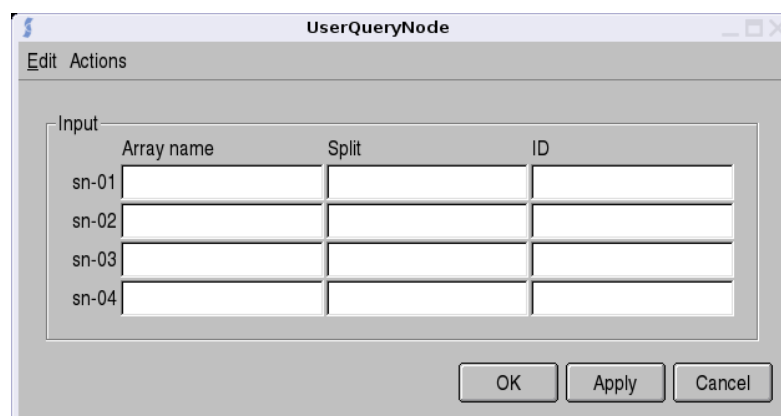 UserQueryNode
Edit Actions
Input
Array name Split ID
sn-01
sn-02
sn-03
sn-04
OK Apply Cancel